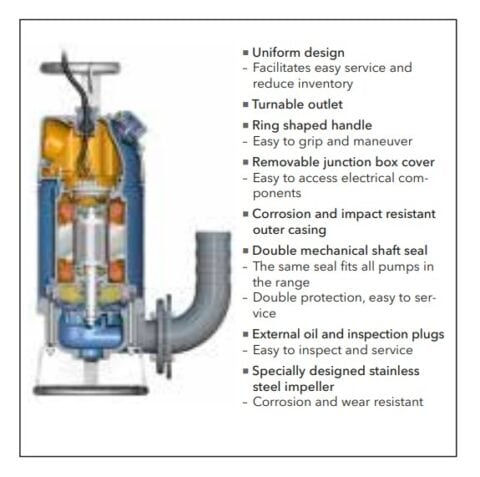 ▪ Uniform design
– Facilitates easy service and
reduce inventory
▪ Turnable outlet
▪ Ring shaped handle
– Easy to grip and maneuver
▪ Removable junction box cover
– Easy to access electrical com-
ponents
▪ Corrosion and impact resistant
outer casing
▪ Double mechanical shaft seal
– The same seal fits all pumps in
the range
– Double protection, easy to ser-
vice
▪ External oil and inspection plugs
– Easy to inspect and service
▪ Specially designed stainless
steel impeller
– Corrosion and wear resistant